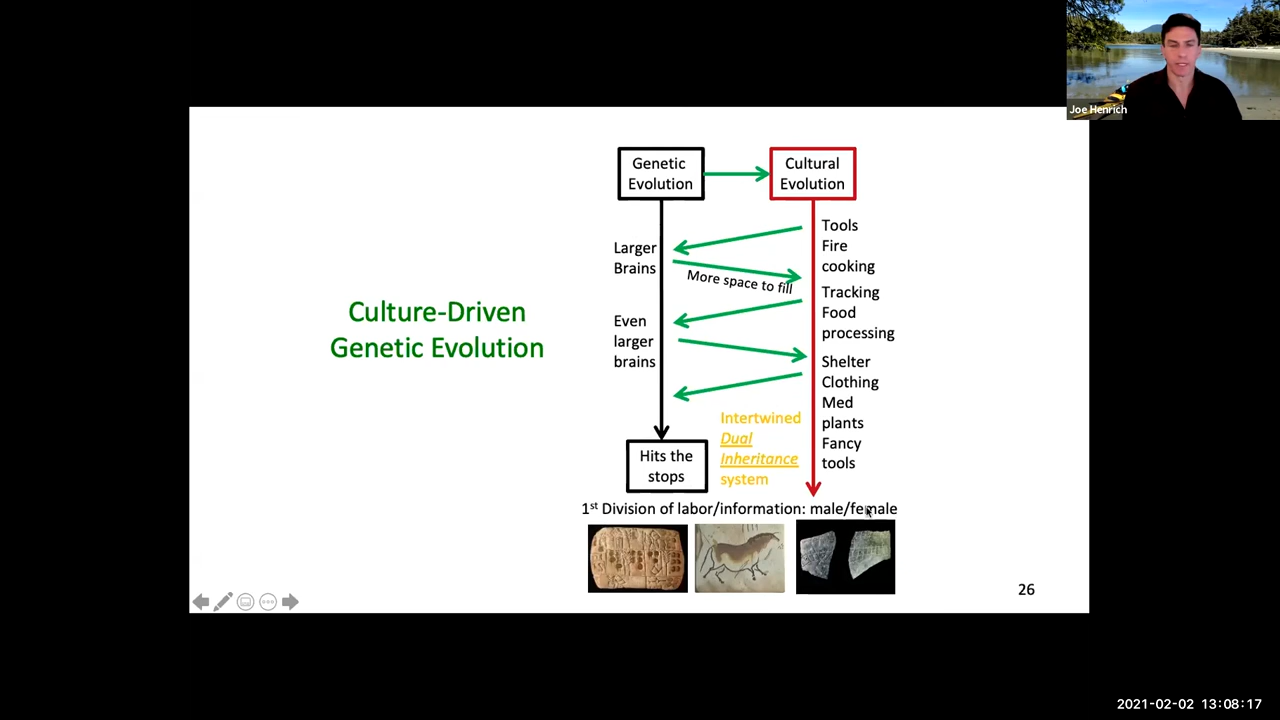 Joe Henrich
Culture-Driven
Genetic Evolution
Genetic
Evolution
Cultural
Evolution
Larger
Brains
More space to fill
Even
larger
brains
Hits the
stops
Tools
Fire
cooking
Tracking
Food
processing
Shelter
Clothing
Med
plants
Fancy
tools
Intertwined
Dual
Inheritance
system
1st Division of labor/information: male/female
26
2021-02-02 13:08:17